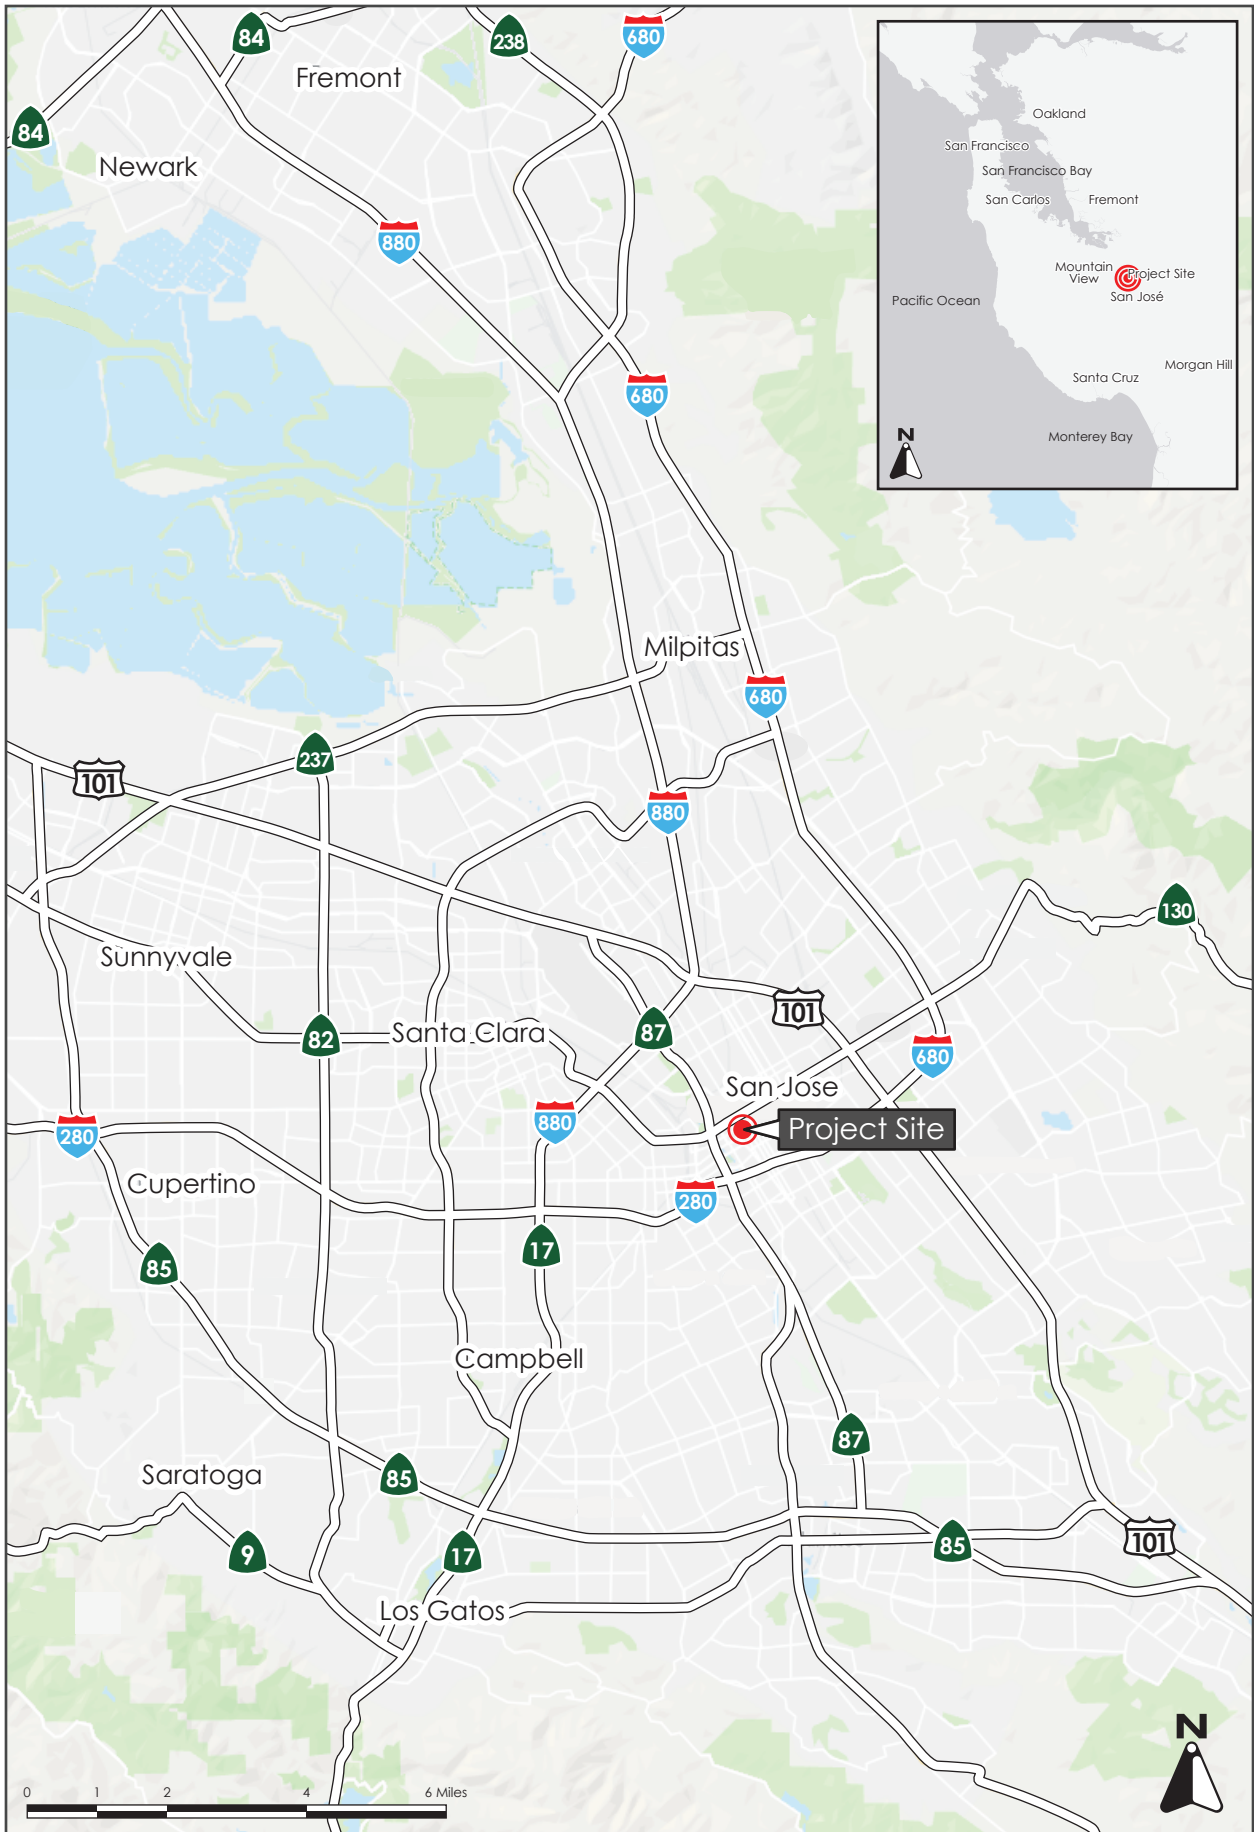 84
238
680
Fremont
84
Newark
880
Oakland
San Francisco
San Francisco Bay
San Carlos
Fremont
Mountain
View
Project Site
San José
Pacific Ocean
Morgan Hill
Santa Cruz
Monterey Bay
N
680
Milpitas
680
237
101
880
130
Sunnyvale
101
82
Santa Clara
87
680
San Jose
880
Project Site
280
Cupertino
280
17
85
Campbell
87
Saratoga
85
9
17
85
101
Los Gatos
N
0 1 2 4 6 Miles